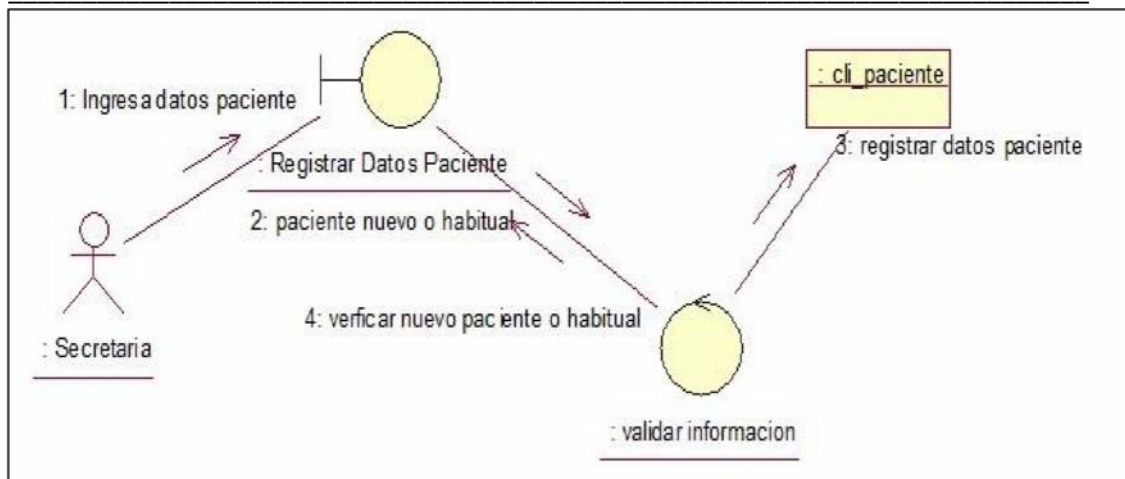 : cli_paciente
1: Ingresa datos paciente
3: registrar datos paciente
: Registrar Datos Paciente
2: paciente nuevo o habitual
4: verficar nuevo paciente o habitual
: Secretaria
: validar informacion